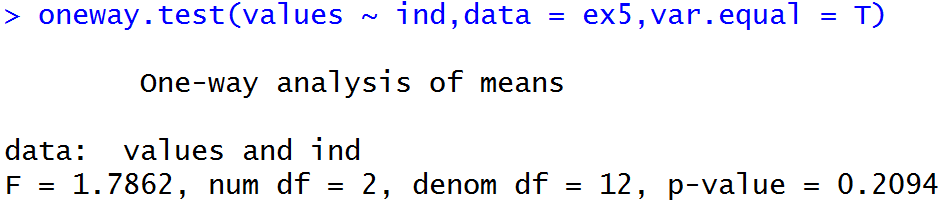 > oneway.test(values ~ ind,data = ex5,var.equal = T)
One-way analysis of means
data:  values and ind
F = 1.7862, num df = 2, denom df = 12, p-value = 0.2094